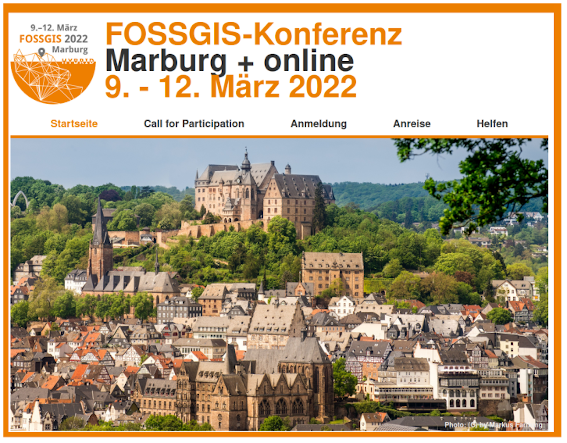 9.–12. März
FOSSGIS 2022
Marburg
HYBRID
FOSSGIS-Konferenz
Marburg + online
9. - 12. März 2022
Startseite Call for Participation Anmeldung Anreise Helfen
Photo: by Markus